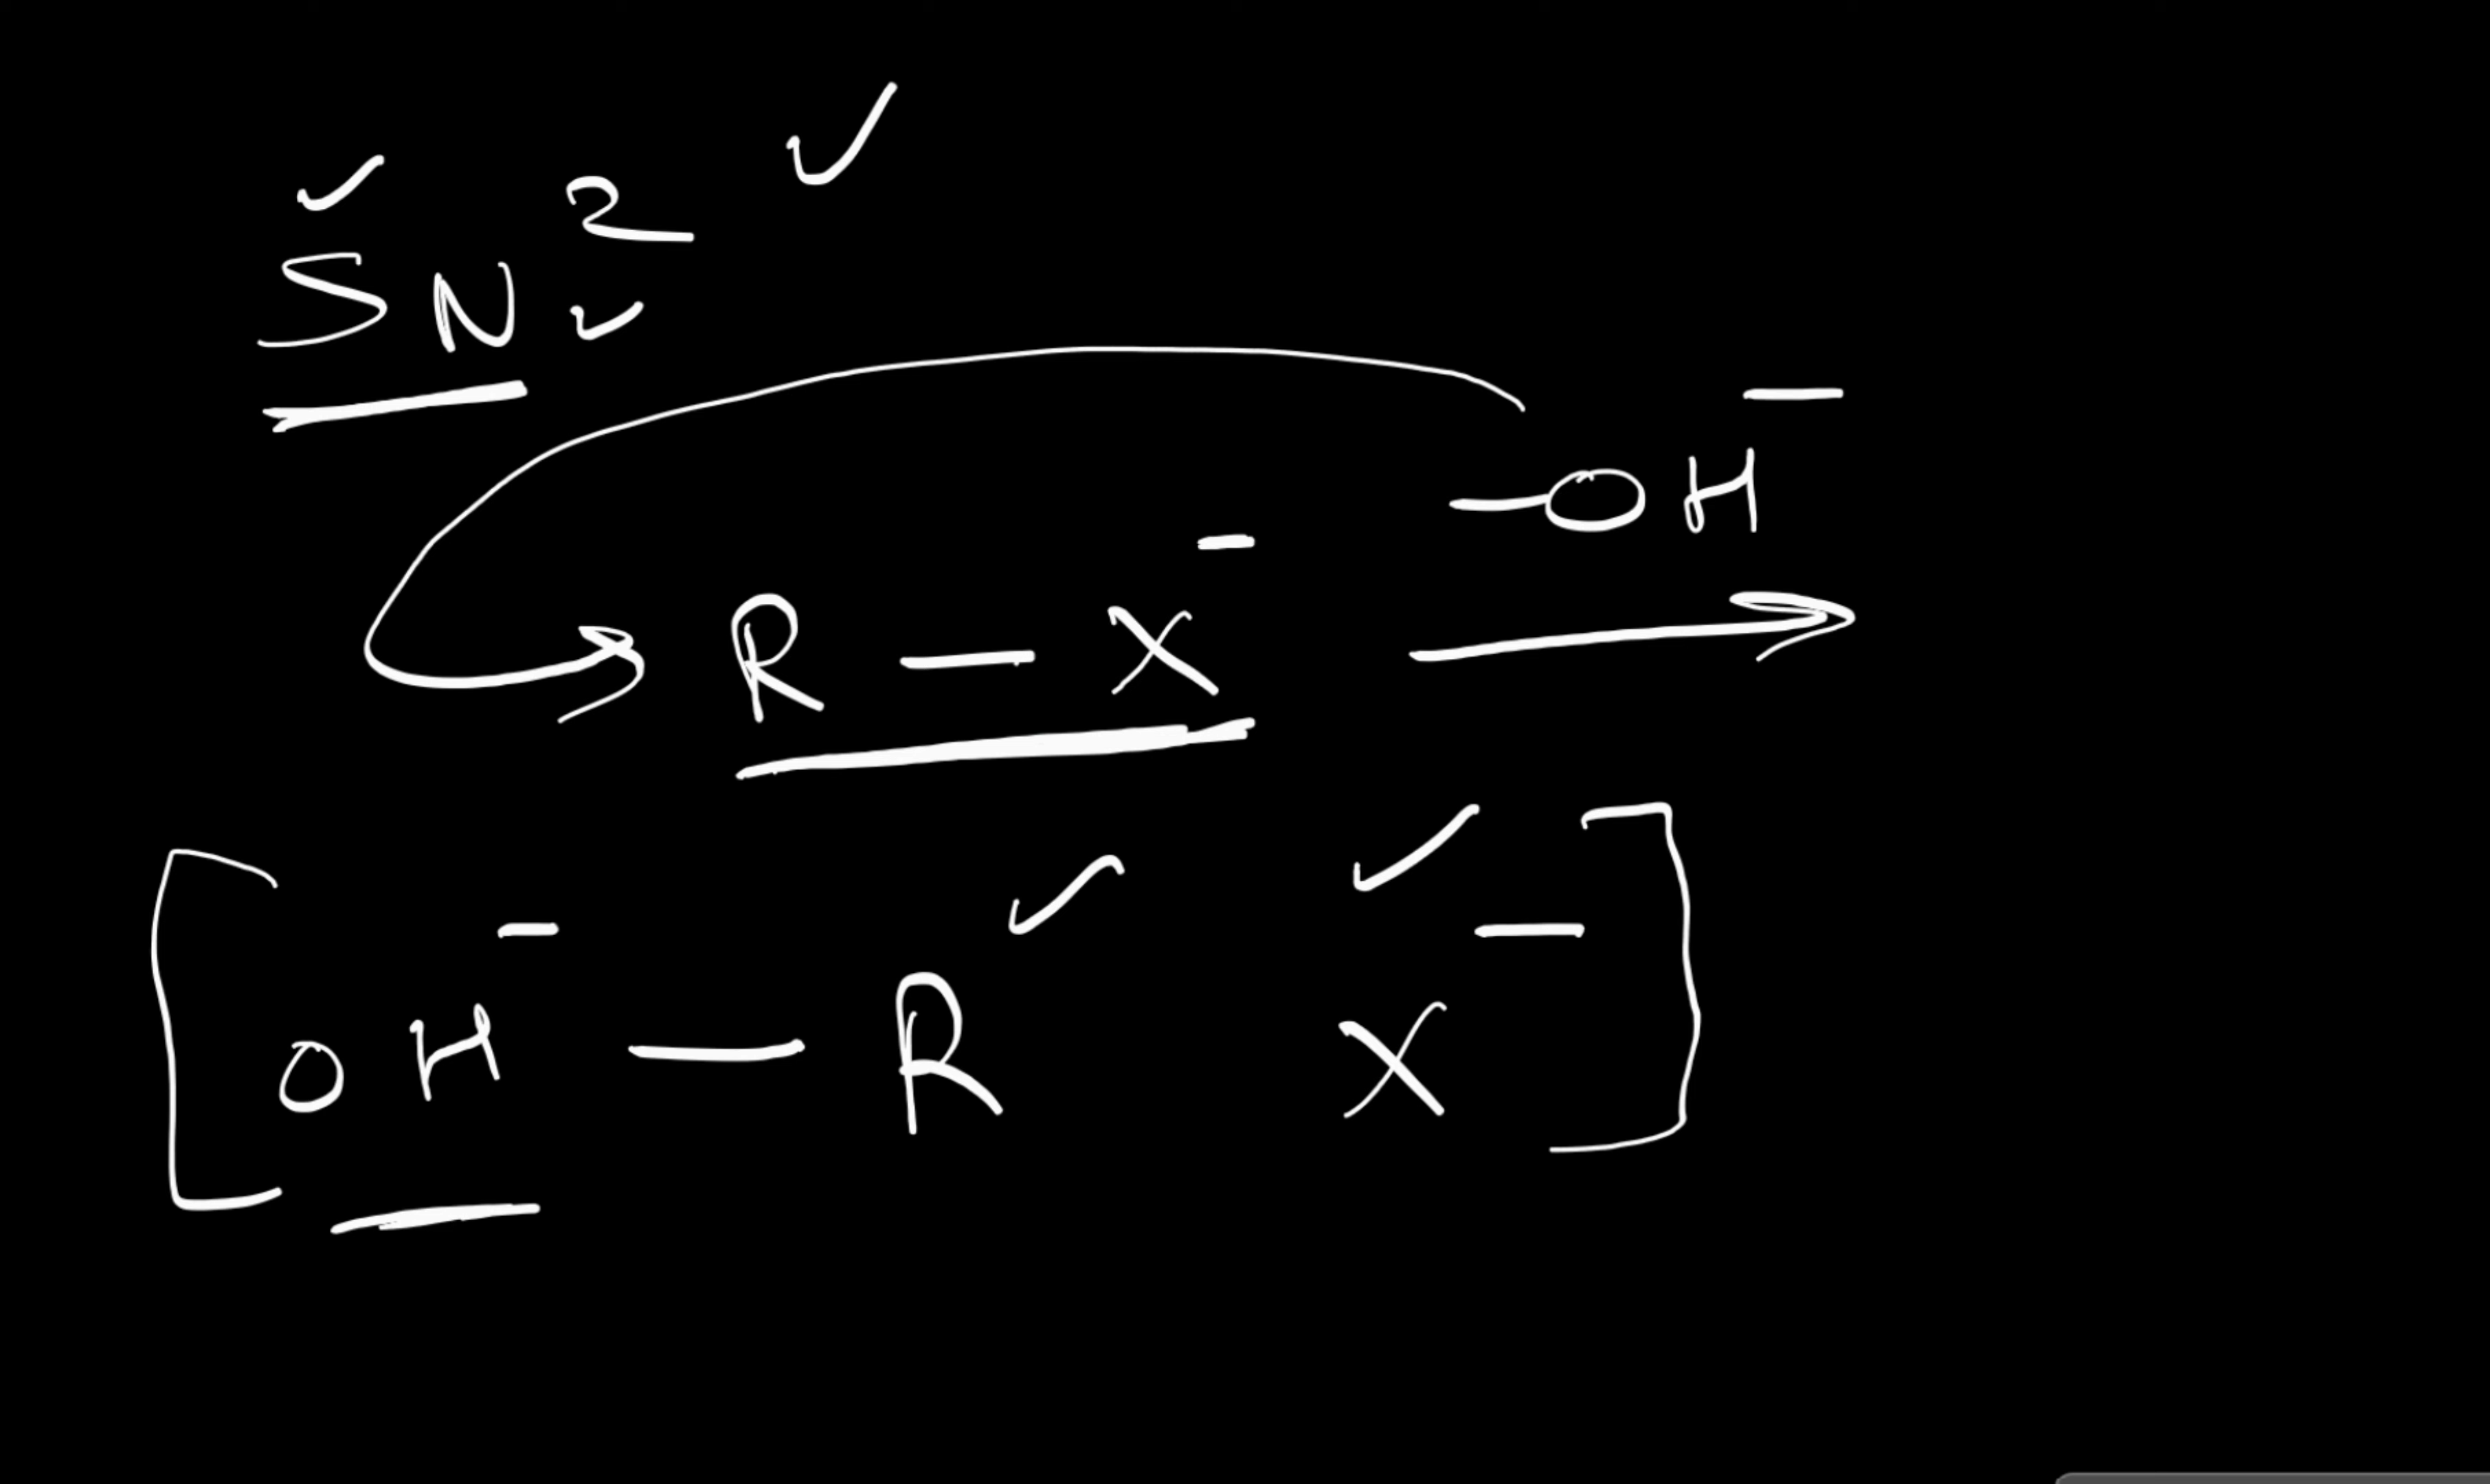 SN²
OH⁻
R — X⁻
[OH⁻ — R X⁻]